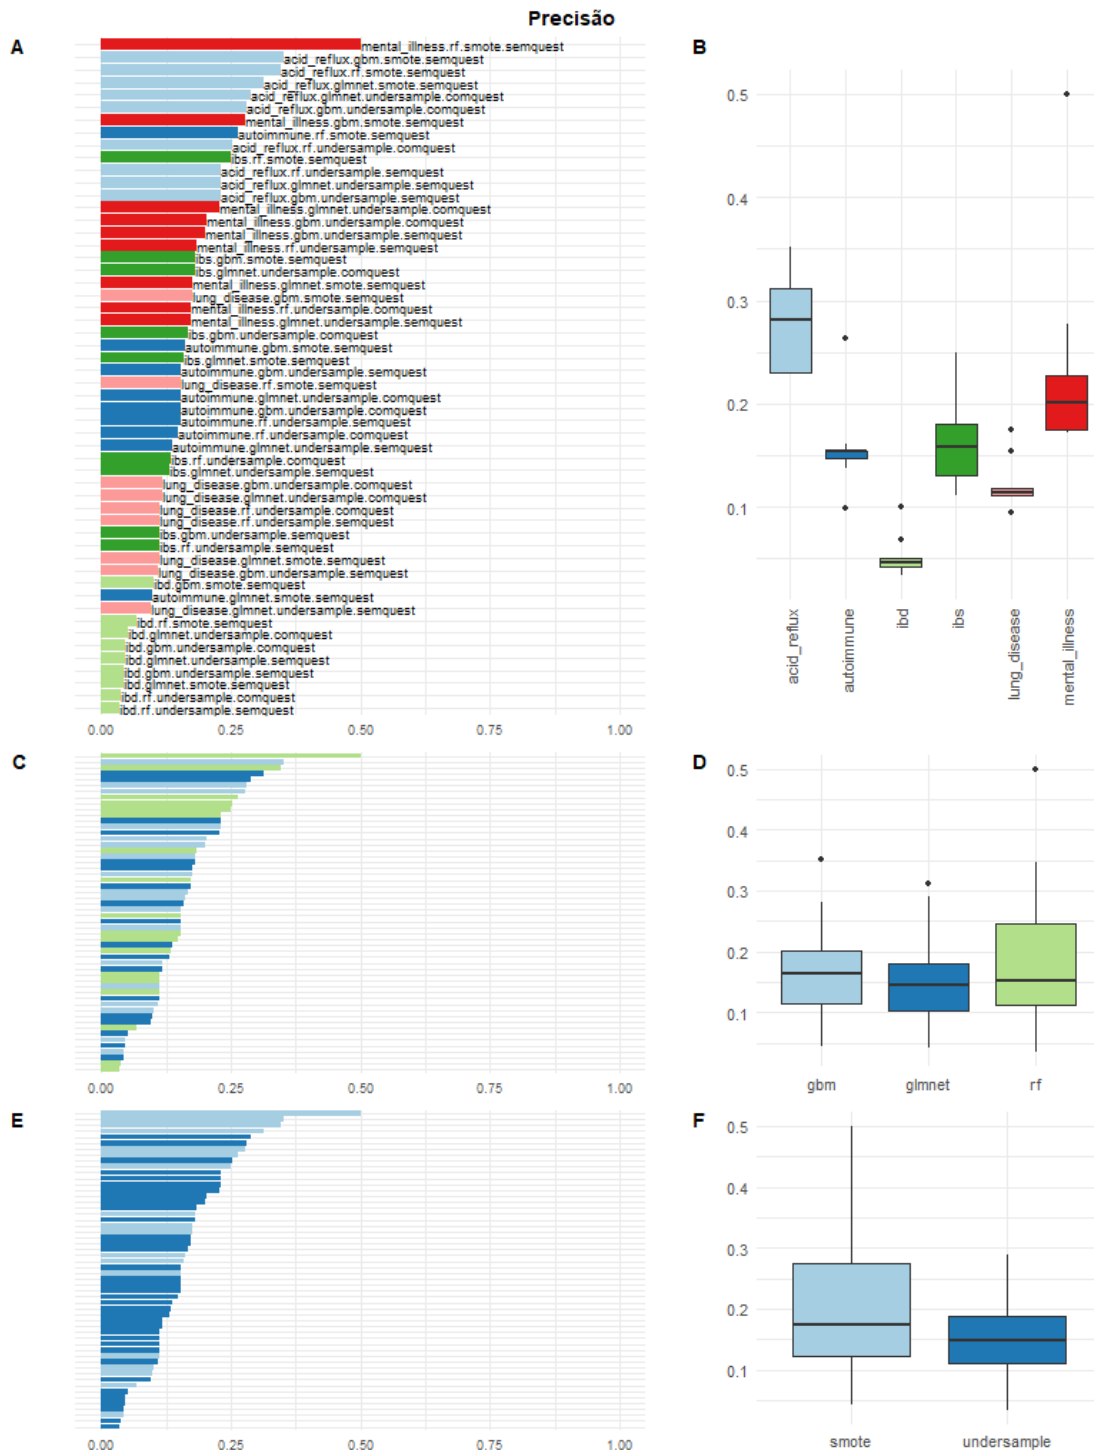 Precisão
A
mental_illness.rf.smote.semquest
acid_reflux.gbm.smote.semquest
acid_reflux.rf.smote.semquest
acid_reflux.glmnet.smote.semquest
acid_reflux.glmnet.undersample.comquest
acid_reflux.gbm.undersample.comquest
mental_illness.gbm.smote.semquest
autoimmune.rf.smote.semquest
acid_reflux.rf.undersample.comquest
ibs.rf.smote.semquest
acid_reflux.rf.undersample.semquest
acid_reflux.glmnet.undersample.semquest
acid_reflux.gbm.undersample.semquest
mental_illness.glmnet.undersample.comquest
mental_illness.gbm.undersample.comquest
mental_illness.gbm.undersample.semquest
mental_illness.rf.undersample.semquest
ibs.gbm.smote.semquest
ibs.glmnet.undersample.comquest
mental_illness.glmnet.smote.semquest
lung_disease.gbm.smote.semquest
mental_illness.rf.undersample.comquest
mental_illness.glmnet.undersample.semquest
ibs.gbm.undersample.comquest
autoimmune.gbm.smote.semquest
ibs.glmnet.smote.semquest
autoimmune.gbm.undersample.semquest
lung_disease.rf.smote.semquest
autoimmune.glmnet.undersample.comquest
autoimmune.gbm.undersample.comquest
autoimmune.rf.undersample.semquest
autoimmune.rf.undersample.comquest
autoimmune.glmnet.undersample.semquest
ibs.rf.undersample.comquest
ibs.glmnet.undersample.semquest
lung_disease.gbm.undersample.comquest
lung_disease.glmnet.undersample.comquest
lung_disease.rf.undersample.comquest
lung_disease.rf.undersample.semquest
ibs.gbm.undersample.semquest
ibs.rf.undersample.semquest
lung_disease.glmnet.smote.semquest
lung_disease.gbm.undersample.semquest
ibd.gbm.smote.semquest
autoimmune.glmnet.smote.semquest
lung_disease.glmnet.undersample.semquest
ibd.rf.smote.semquest
ibd.glmnet.undersample.comquest
ibd.gbm.undersample.comquest
ibd.glmnet.undersample.semquest
ibd.gbm.undersample.semquest
ibd.glmnet.smote.semquest
ibd.rf.undersample.comquest
ibd.rf.undersample.semquest
0.00 0.25 0.50 0.75 1.00
B
0.5
0.4
0.3
0.2
0.1
acid_reflux
autoimmune
ibd
ibs
lung_disease
mental_illness
C
0.00 0.25 0.50 0.75 1.00
D
0.5
0.4
0.3
0.2
0.1
gbm glmnet rf
E
0.00 0.25 0.50 0.75 1.00
F
0.5
0.4
0.3
0.2
0.1
smote undersample